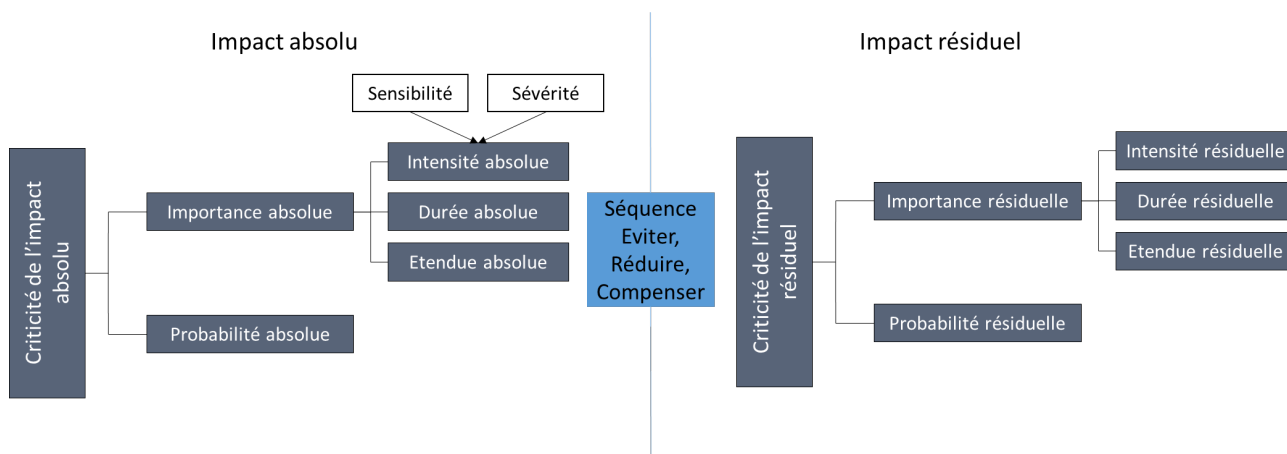 Impact absolu
Sensibilité
Sévérité
Criticité de l'impact
absolu
Importance absolue
Probabilité absolue
Intensité absolue
Durée absolue
Etendue absolue
Séquence
Eviter,
Réduire,
Compenser
Impact résiduel
Criticité de l'impact
résiduel
Importance résiduelle
Probabilité résiduelle
Intensité résiduelle
Durée résiduelle
Etendue résiduelle